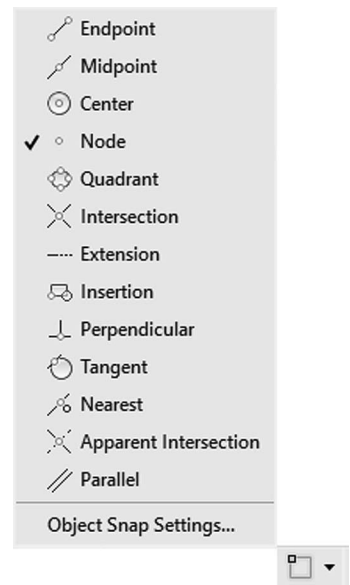 Endpoint
Midpoint
Center
Node
Quadrant
Intersection
Extension
Insertion
Perpendicular
Tangent
Nearest
Apparent Intersection
Parallel
Object Snap Settings...